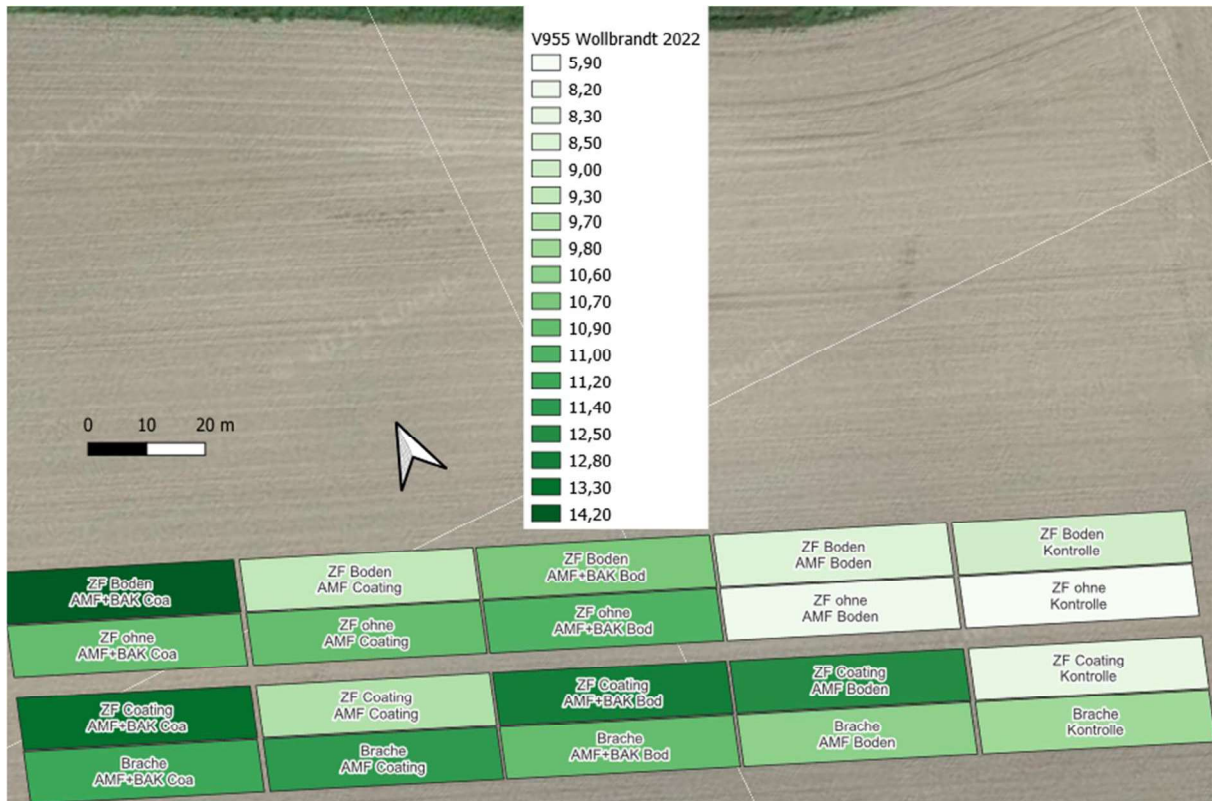 V955 Wollbrandt 2022
5,90
8,20
8,30
8,50
9,00
9,30
9,70
9,80
10,60
10,70
10,90
11,00
11,20
11,40
12,50
12,80
13,30
14,20
0 10 20 m
ZF Boden
AMF+BAK Coa
ZF Boden
AMF Coating
ZF Boden
AMF+BAK Bod
ZF Boden
AMF Boden
ZF Boden
Kontrolle
ZF ohne
AMF+BAK Coa
ZF ohne
AMF Coating
ZF ohne
AMF+BAK Bod
ZF ohne
AMF Boden
ZF ohne
Kontrolle
ZF Coating
AMF+BAK Coa
ZF Coating
AMF Coating
ZF Coating
AMF+BAK Bod
ZF Coating
AMF Boden
ZF Coating
Kontrolle
Brache
AMF+BAK Coa
Brache
AMF Coating
Brache
AMF+BAK Bod
Brache
AMF Boden
Brache
Kontrolle